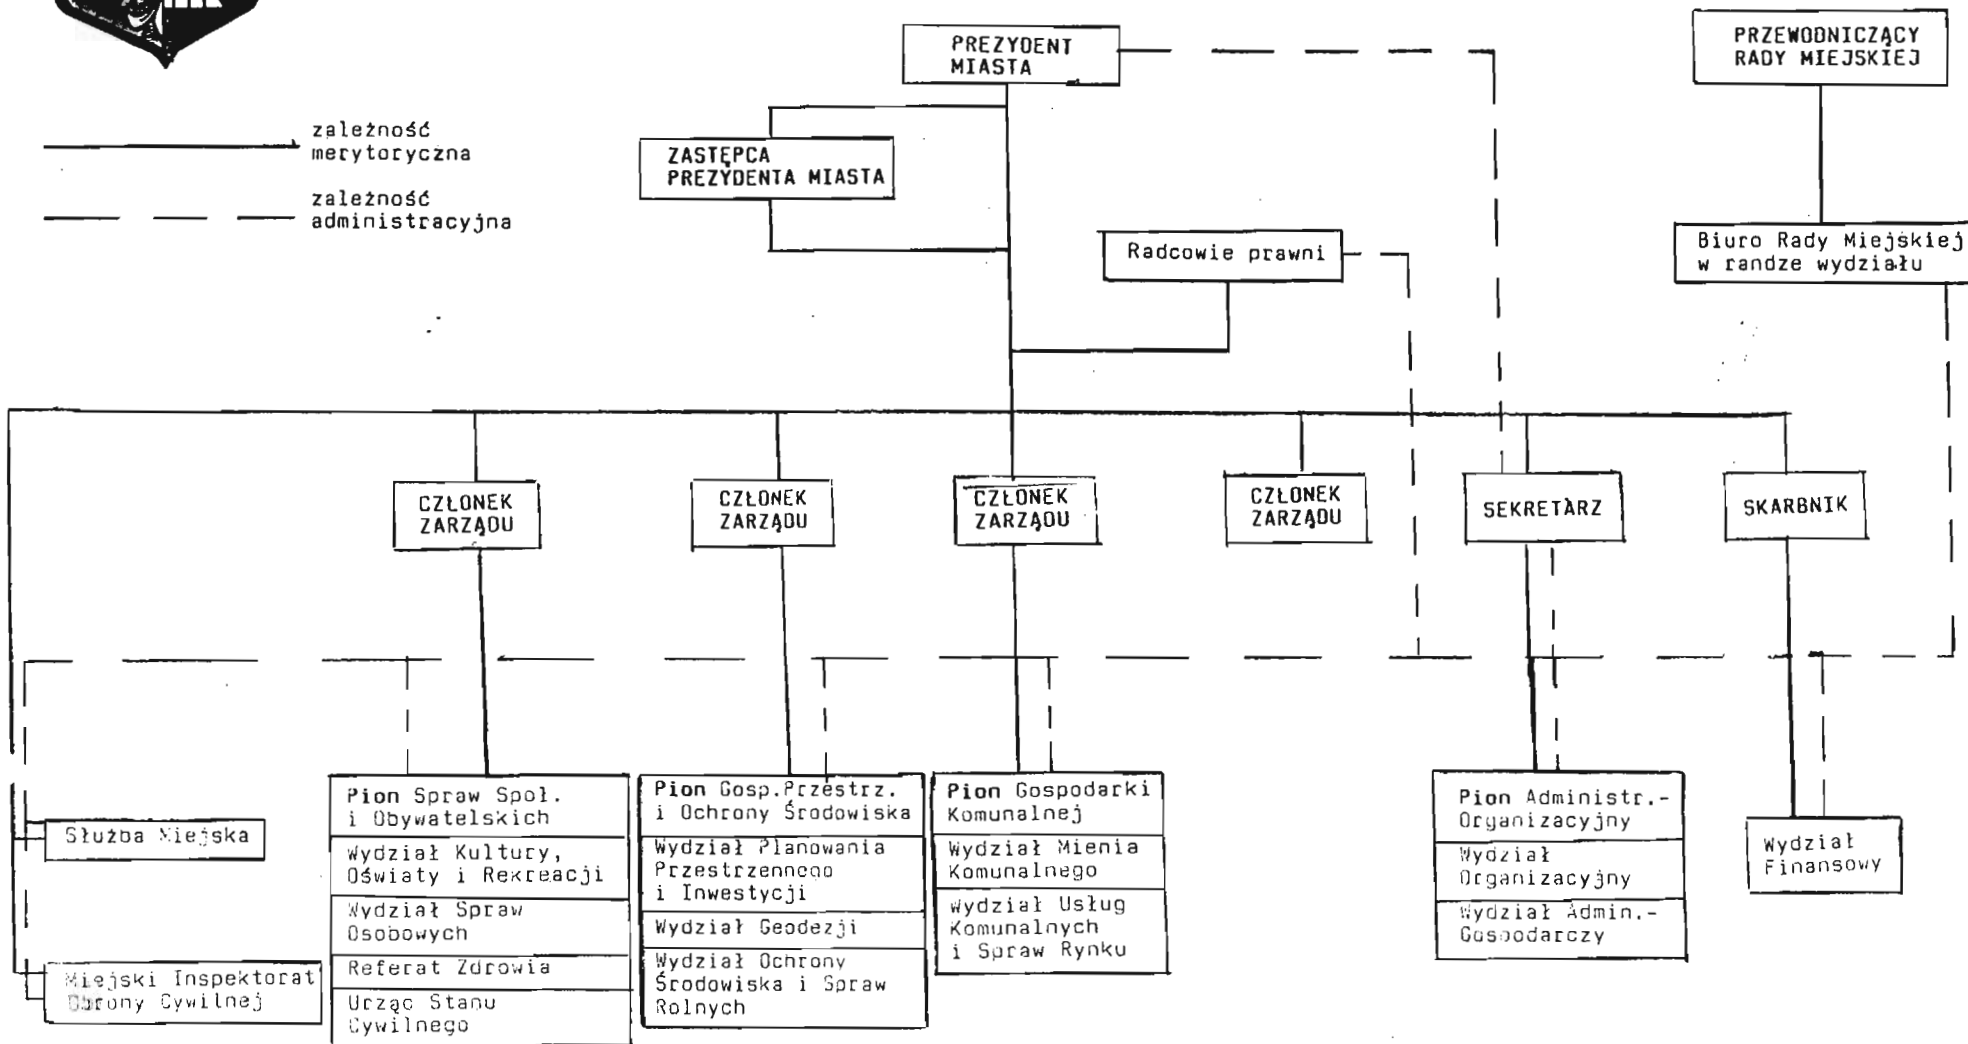 PREZYDENT
MIASTA
PRZEWODNICZĄCY
RADY MIEJSKIEJ
zależność
merytoryczna
zależność
administracyjna
ZASTĘPCA
PREZYDENTA MIASTA
Radcowie prawni
Biuro Rady Miejskiej
w randze wydziału
CZŁONEK
ZARZĄDU
CZŁONEK
ZARZĄDU
CZŁONEK
ZARZĄDU
CZŁONEK
ZARZĄDU
SEKRETARZ
SKARBNIK
Służba Miejska
Miejski Inspektorat
Obrony Cywilnej
Pion Spraw Społ.
i Obywatelskich
Wydział Kultury,
Oświaty i Rekreacji
Wydział Spraw
Osobowych
Referat Zdrowia
Urząd Stanu
Cywilnego
Pion Gosp.Przestrz.
i Ochrony Środowiska
Wydział Planowania
Przestrzennego
i Inwestycji
Wydział Geodezji
Wydział Ochrony
Środowiska i Spraw
Rolnych
Pion Gospodarki
Komunalnej
Wydział Mienia
Komunalnego
Wydział Usług
Komunalnych
i Spraw Rynku
Pion Administr.-
Organizacyjny
Wydział
Organizacyjny
Wydział Admin.-
Gospodarczy
Wydział
Finansowy